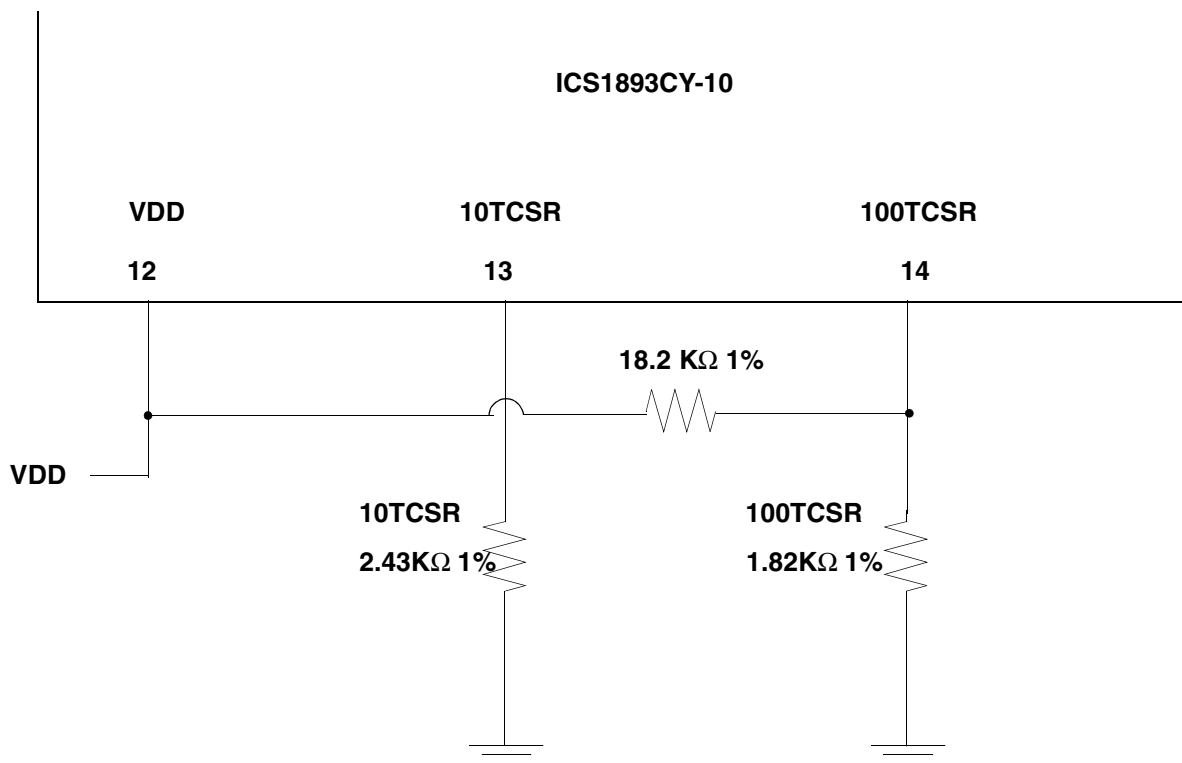 ICS1893CY-10
VDD
10TCSR
100TCSR
12
13
14
18.2 KΩ 1%
VDD
10TCSR
2.43KΩ 1%
100TCSR
1.82KΩ 1%